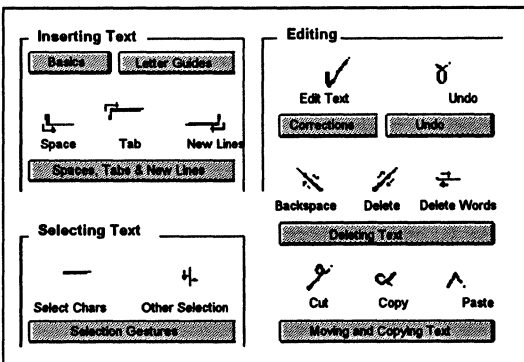 Inserting Text
Basics
Letter Guides
Space
Tab
New Lines
Spaces, Tabs & New Lines
Selecting Text
Select Chars
Other Selection
Selection Gestures
Editing
Edit Text
Undo
Corrections
Undo
Backspace
Delete
Delete Words
Deleting Text
Cut
Copy
Paste
Moving and Copying Text